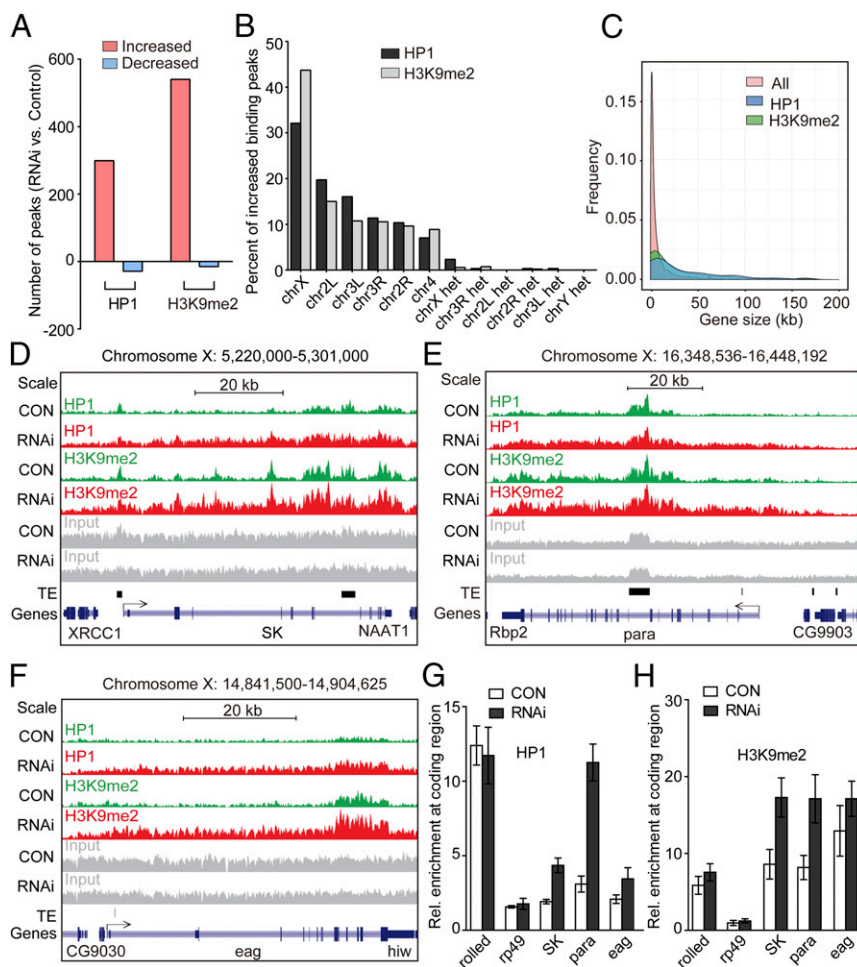 A
Increased
Decreased
Number of peaks (RNAi vs. Control)
600
400
200
0
-200
HP1
H3K9me2
B
HP1
H3K9me2
Percent of increased binding peaks
50
40
30
20
10
0
chrX
chr2L
chr3L
chr3R
chr2R
chr4
chrX het
chr3R het
chr2L het
chr2R het
chr3L het
chrY het
C
All
HP1
H3K9me2
Frequency
0.15
0.10
0.05
0.00
0 50 100 150 200
Gene size (kb)
D
Chromosome X: 5,220,000-5,301,000
Scale
20 kb
CON HP1
RNAi HP1
CON H3K9me2
RNAi H3K9me2
CON Input
RNAi Input
TE
Genes
XRCC1 SK NAAT1
E
Chromosome X: 16,348,536-16,448,192
Scale
20 kb
CON HP1
RNAi HP1
CON H3K9me2
RNAi H3K9me2
CON Input
RNAi Input
TE
Genes
Rbp2 para CG9903
F
Chromosome X: 14,841,500-14,904,625
Scale
20 kb
CON HP1
RNAi HP1
CON H3K9me2
RNAi H3K9me2
CON Input
RNAi Input
TE
Genes
CG9030 eag hiw
G
CON
RNAi
HP1
Rel. enrichment at coding region
15
10
5
0
rolled
rp49
SK
para
eag
H
CON
RNAi
H3K9me2
Rel. enrichment at coding region
30
20
10
0
rolled
rp49
SK
para
eag